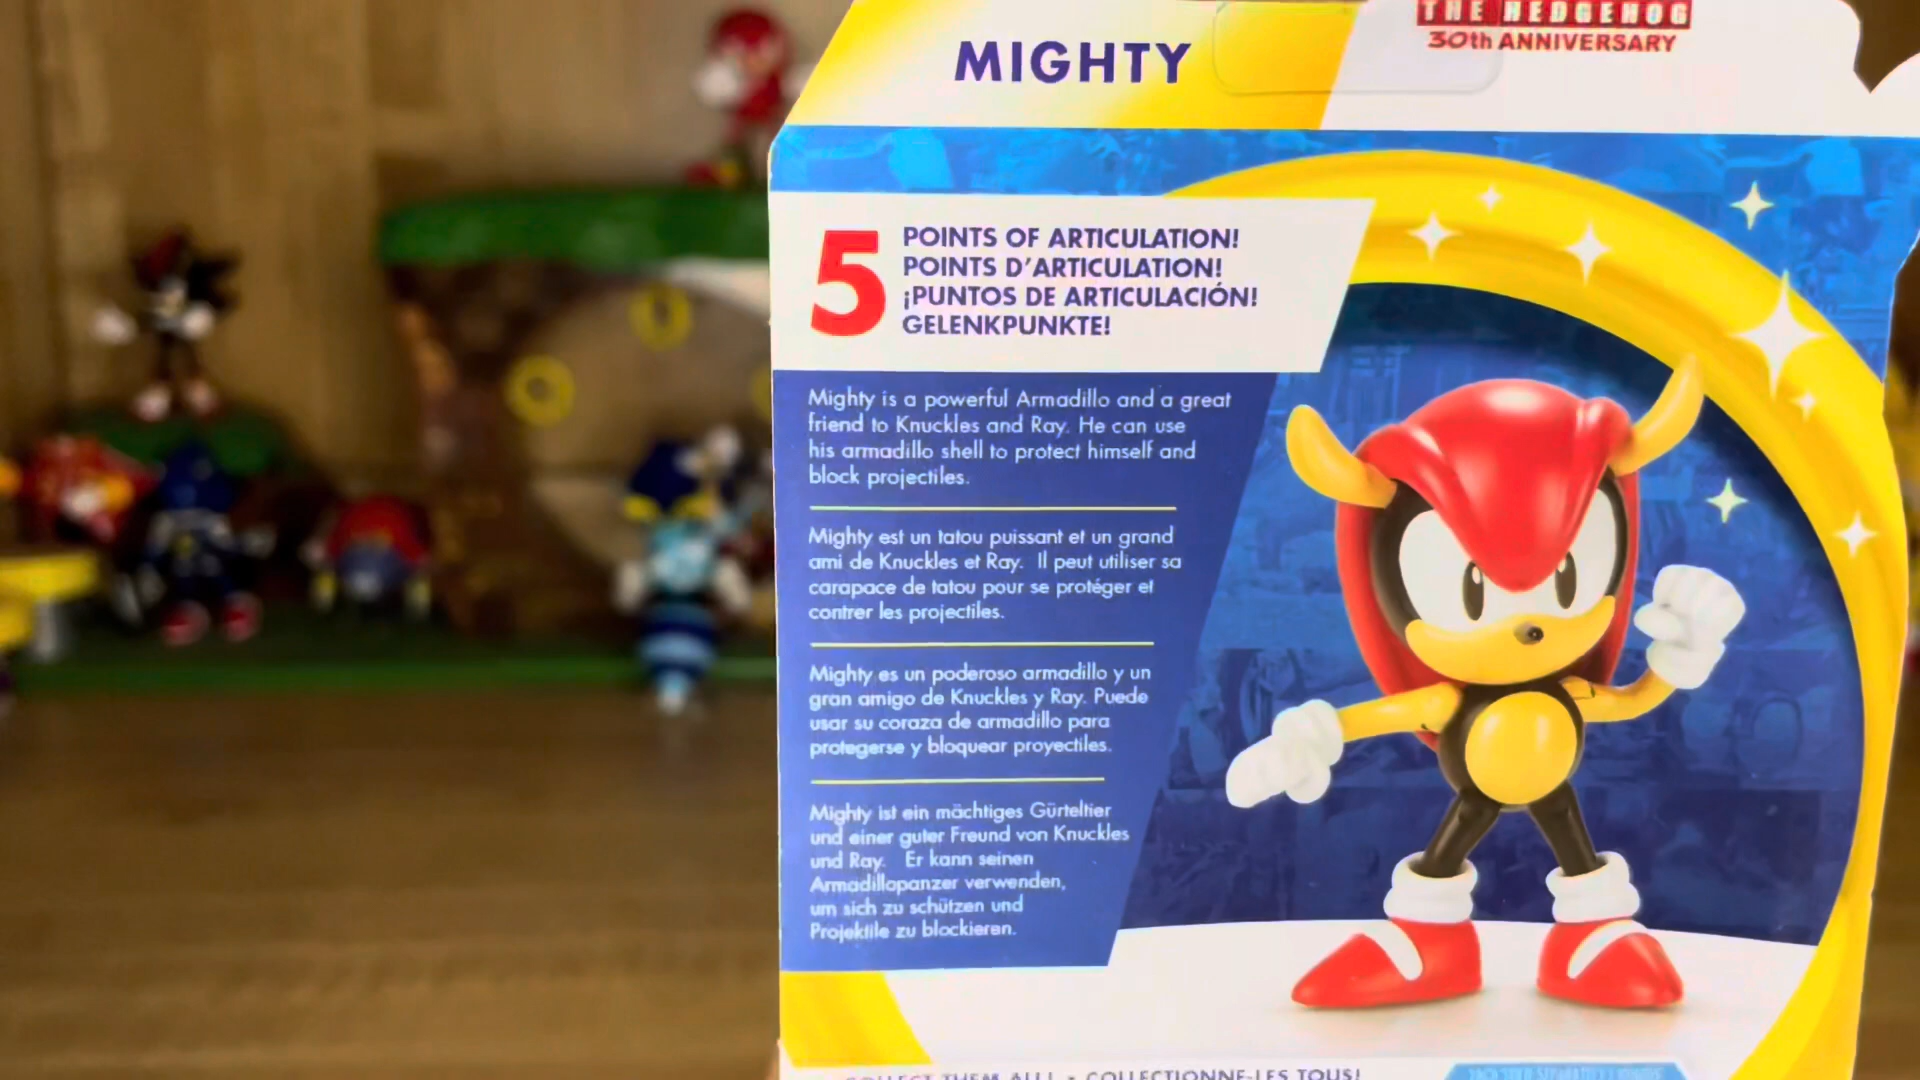 THE HEDGEHOG
30th ANNIVERSARY
MIGHTY
5
POINTS OF ARTICULATION!
POINTS D'ARTICULATION!
¡PUNTOS DE ARTICULACIÓN!
GELENKPUNKTE!
Mighty is a powerful Armadillo and a great
friend to Knuckles and Ray. He can use
his armadillo shell to protect himself and
block projectiles.
Mighty est un tatou puissant et un grand
ami de Knuckles et Ray. Il peut utiliser sa
carapace de tatou pour se protéger et
contrer les projectiles.
Mighty es un poderoso armadillo y un
gran amigo de Knuckles y Ray. Puede
usar su coraza de armadillo para
protegerse y bloquear proyectiles.
Mighty ist ein mächtiges Gürteltier
und einer guter Freund von Knuckles
und Ray. Er kann seinen
Armadillopanzer verwenden,
um sich zu schützen und
Projektile zu blockieren.
COLLECT THEM ALL! • COLLECTIONNE-LES TOUS!